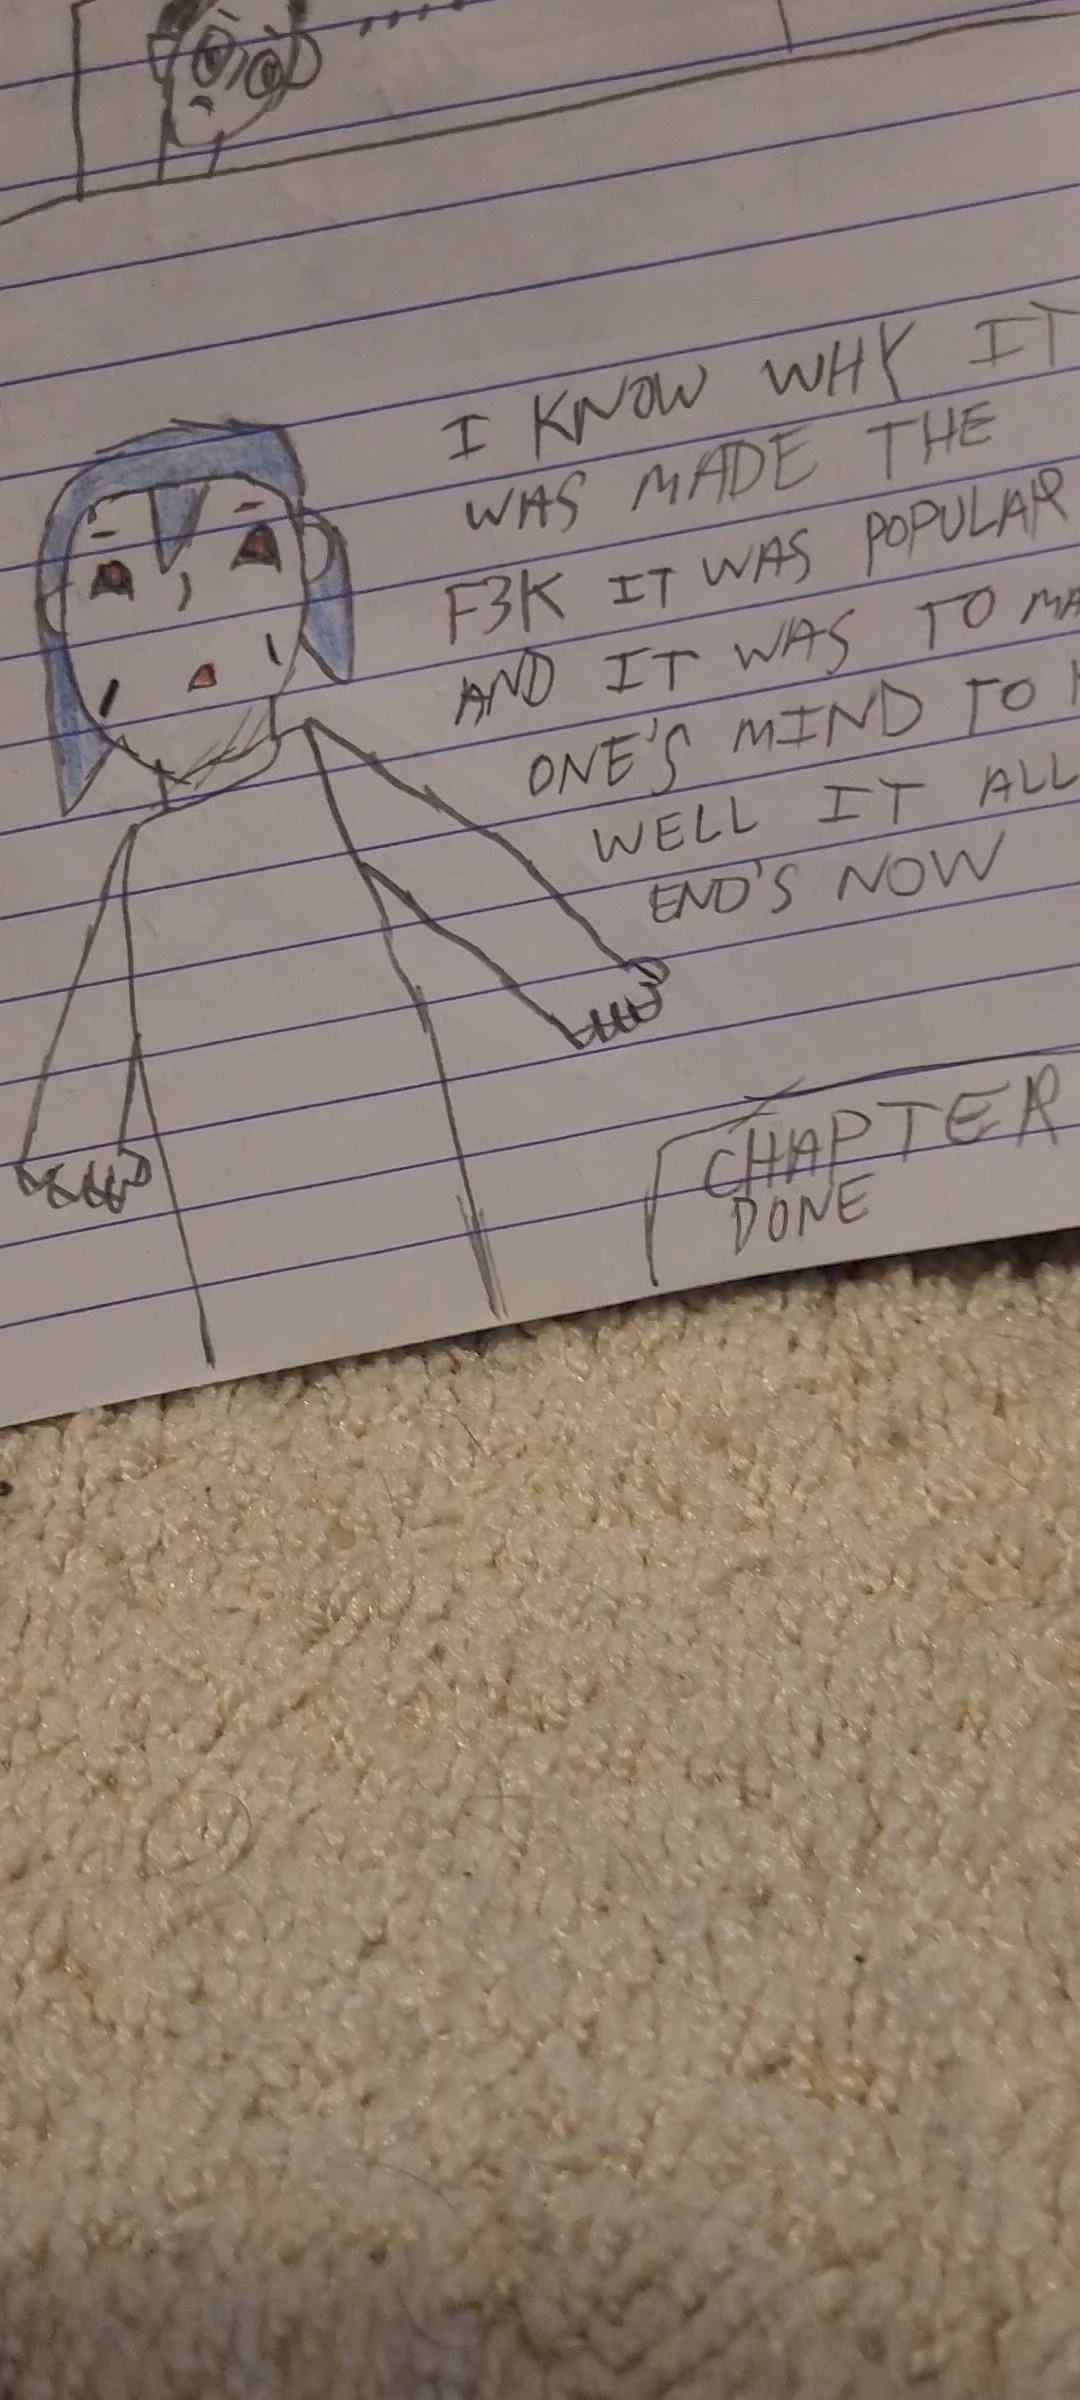 I KNOW WHY IT
WAS MADE THE
F3K IT WAS POPULAR
AND IT WAS TO MA
ONE'S MIND TO
WELL IT ALL
END'S NOW
CHAPTER
DONE